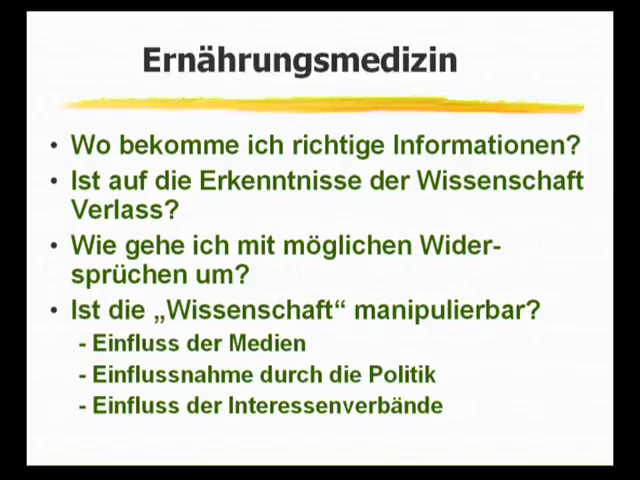 Ernährungsmedizin
• Wo bekomme ich richtige Informationen?
• Ist auf die Erkenntnisse der Wissenschaft
Verlass?
• Wie gehe ich mit möglichen Wider-
sprüchen um?
• Ist die „Wissenschaft“ manipulierbar?
- Einfluss der Medien
- Einflussnahme durch die Politik
- Einfluss der Interessenverbände